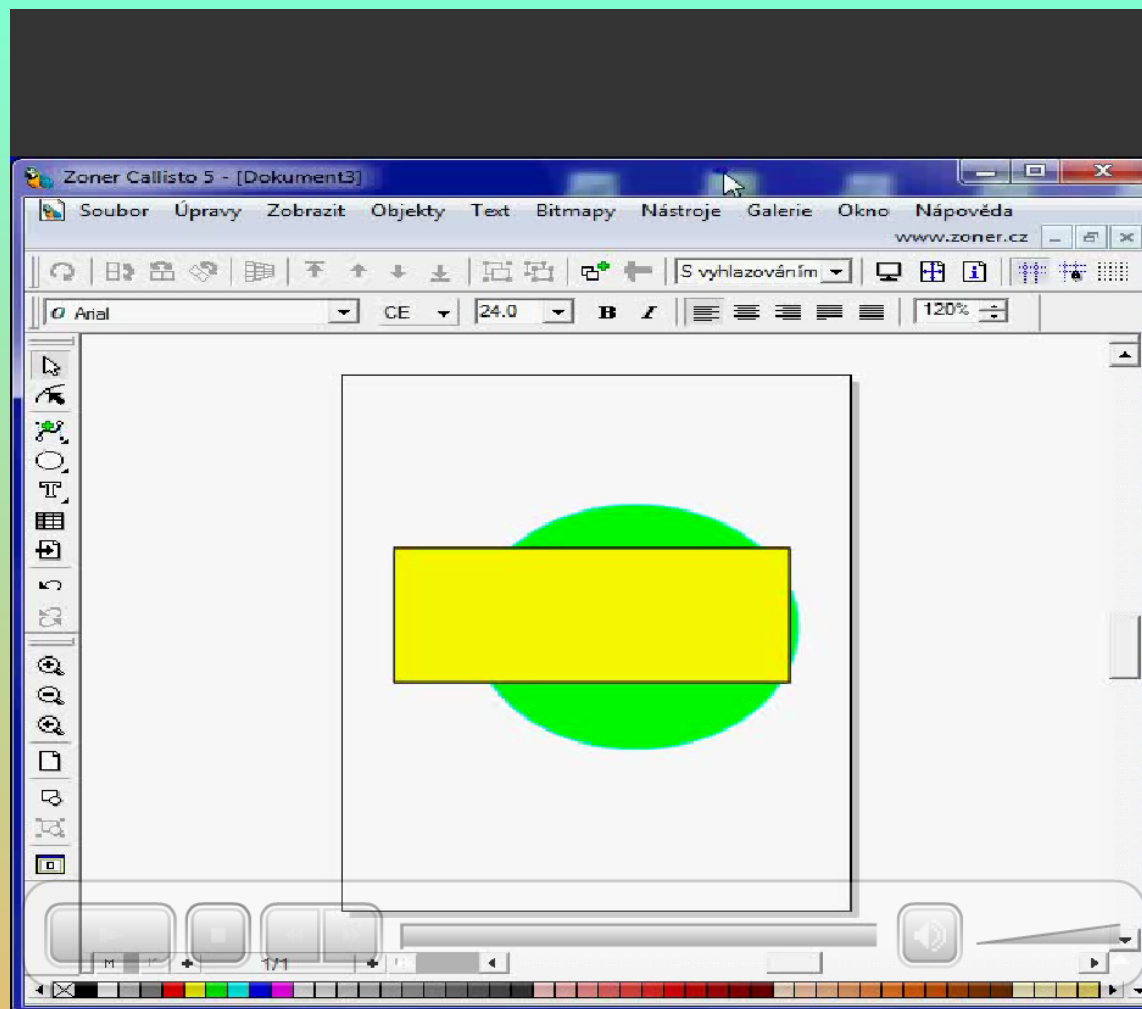 Zoner Callisto 5 - [Dokument3]
Soubor Úpravy Zobrazit Objekty Text Bitmapy Nástroje Galerie Okno Nápověda
www.zoner.cz
S vyhlazováním
Arial CE 24.0 B I 120%
1/1